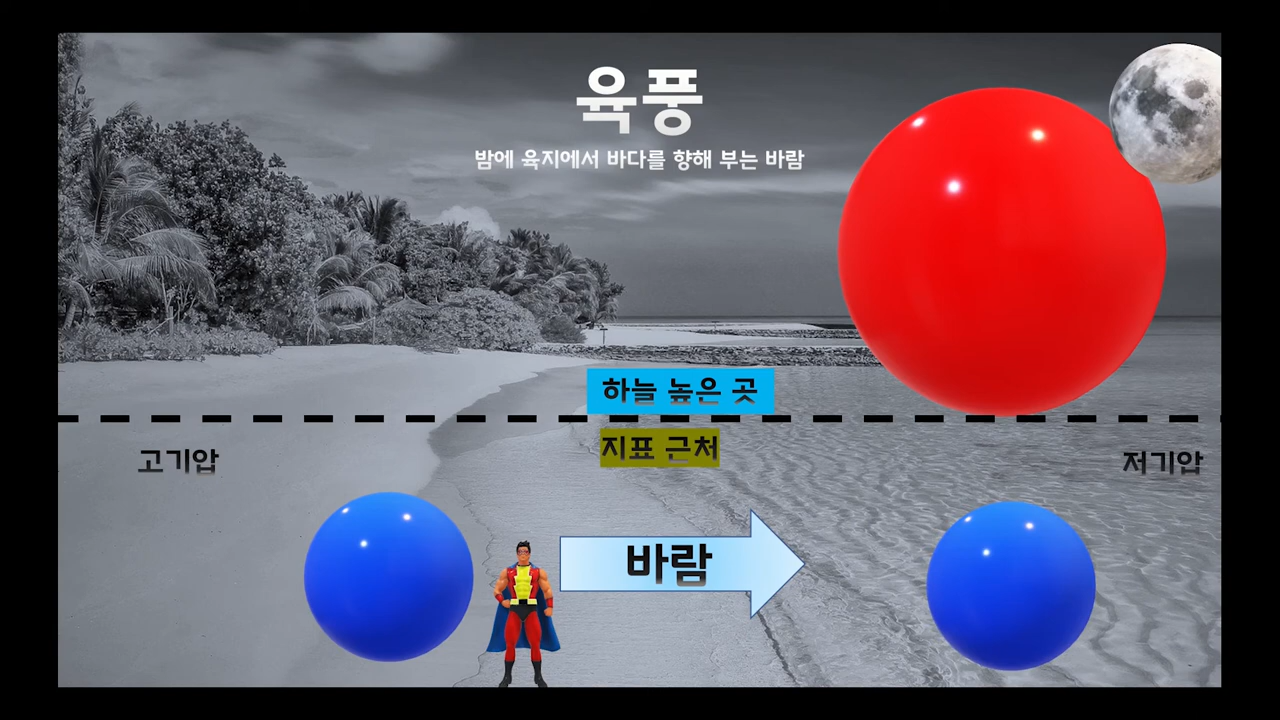 육풍
밤에 육지에서 바다를 향해 부는 바람
하늘 높은 곳
지표 근처
고기압
저기압
바람